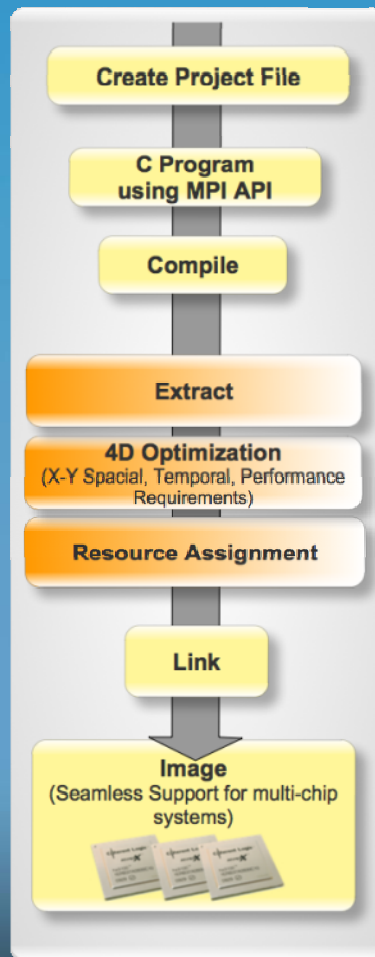 Create Project File
C Program
using MPI API
Compile
Extract
4D Optimization
(X-Y Spacial, Temporal, Performance
Requirements)
Resource Assignment
Link
Image
(Seamless Support for multi-chip
systems)